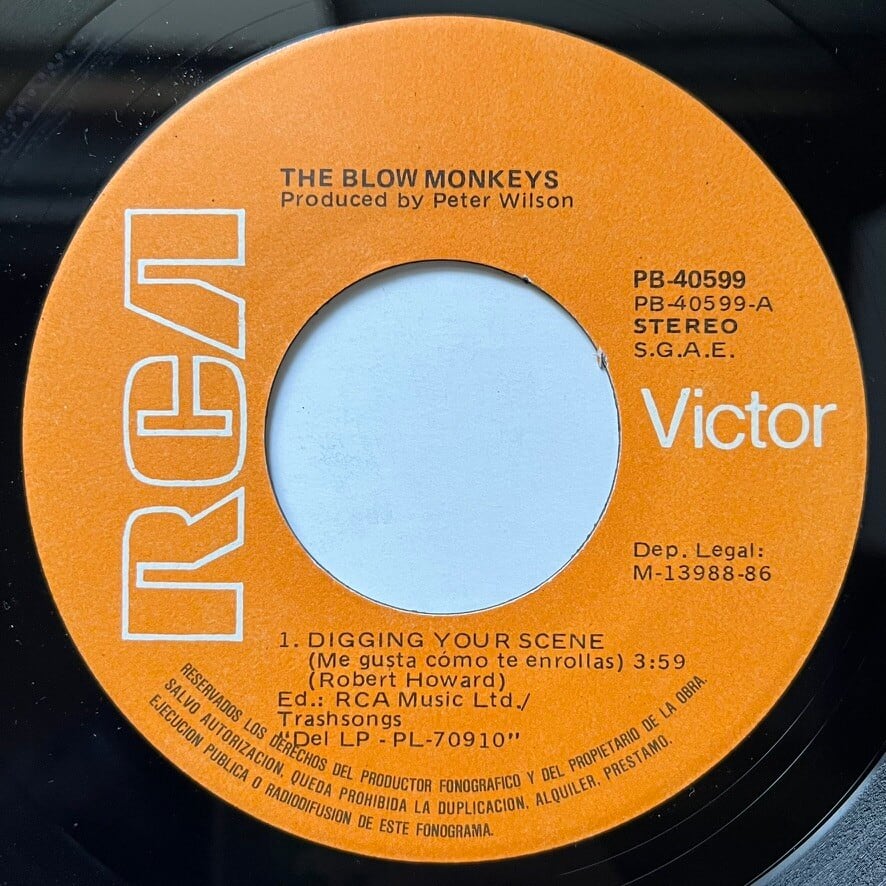 THE BLOW MONKEYS
Produced by Peter Wilson
RCA
PB-40599
PB-40599-A
STEREO
S.G.A.E.
Victor
Dep. Legal:
M-13988-86
1. DIGGING YOUR SCENE
(Me gusta cómo te enrollas) 3:59
(Robert Howard)
Ed.: RCA Music Ltd./
Trashsongs
"Del LP - PL-70910"
RESERVADOS LOS DERECHOS DEL PRODUCTOR FONOGRAFICO Y DEL PROPIETARIO DE LA OBRA.
SALVO AUTORIZACION, QUEDA PROHIBIDA LA DUPLICACION, ALQUILER, PRESTAMO,
EJECUCION PUBLICA O RADIODIFUSION DE ESTE FONOGRAMA.